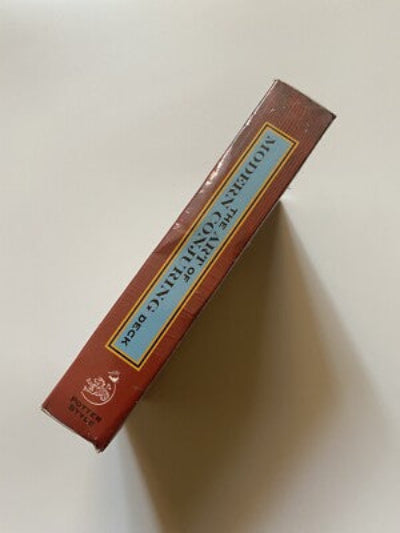 THE ART OF
MODERN CONJURING DECK
POTTER
STYLE